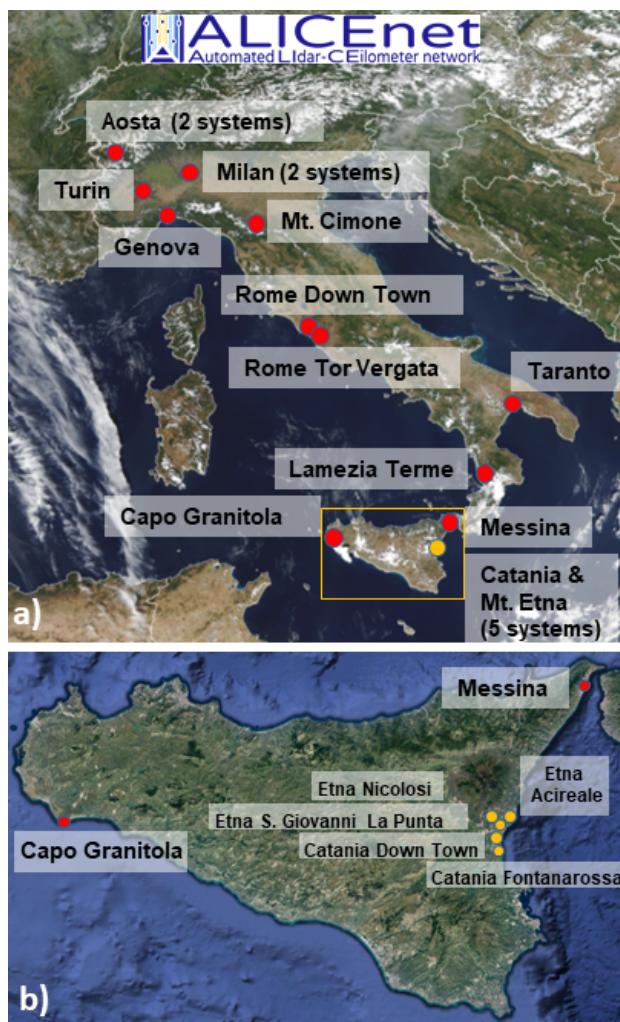 ALICEnet
Automated LIdar-CEilometer network
Aosta (2 systems)
Milan (2 systems)
Turin
Mt. Cimone
Genova
Rome Down Town
Rome Tor Vergata
Taranto
Lamezia Terme
Capo Granitola
Messina
Catania &
Mt. Etna
(5 systems)
a)
Messina
Etna
Acireale
Etna Nicolosi
Etna S. Giovanni La Punta
Catania Down Town
Capo Granitola
Catania Fontanarossa
b)